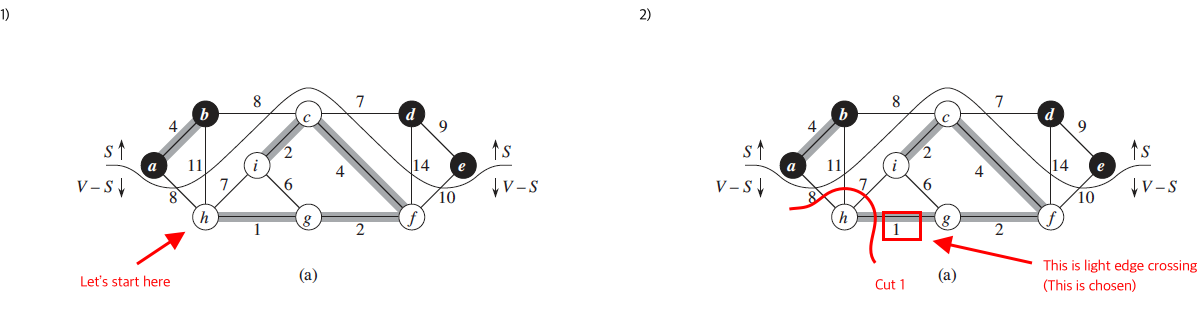 1)
2)
8
7
b
c
d
4
9
S
a
11
i
2
4
14
e
S
V – S
8
7
6
10
V – S
h
g
f
1
2
Let's start here
(a)
8
7
b
c
d
4
9
S
a
11
i
2
4
14
e
S
V – S
8
7
6
10
V – S
h
g
f
1
2
Cut 1
(a)
This is light edge crossing
(This is chosen)